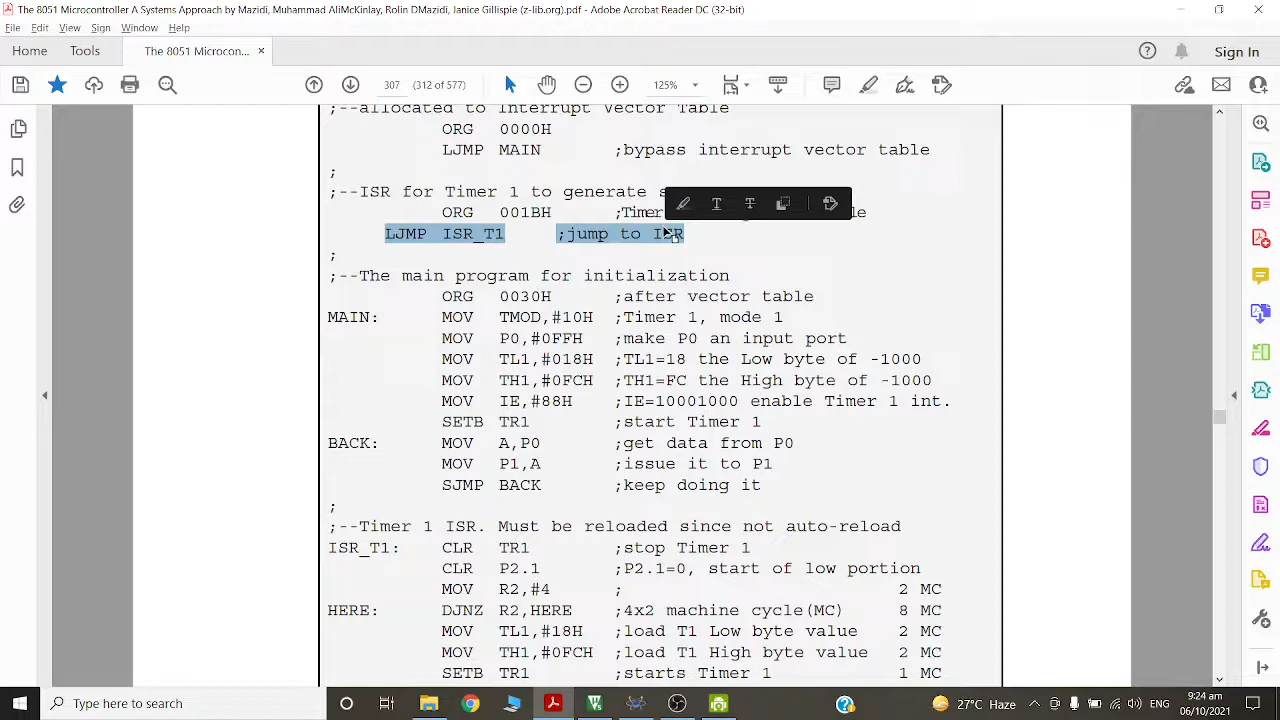 The 8051 Microcontroller A Systems Approach by Mazidi, Muhammad AliMcKinlay, Rolin DMazidi, Janice Gillispie (z-lib.org).pdf - Adobe Acrobat Reader DC (32-bit)
File Edit View Sign Window Help
Home Tools The 8051 Microcon... × Sign In
307 (312 of 577) 125%
;--allocated to Interrupt Vector Table
ORG 0000H
LJMP MAIN ;bypass interrupt vector table
;
;--ISR for Timer 1 to generate
ORG 001BH ;Timer
LJMP ISR_T1 ;jump to ISR
;
;--The main program for initialization
ORG 0030H ;after vector table
MAIN: MOV TMOD,#10H ;Timer 1, mode 1
MOV P0,#0FFH ;make P0 an input port
MOV TL1,#018H ;TL1=18 the Low byte of -1000
MOV TH1,#0FCH ;TH1=FC the High byte of -1000
MOV IE,#88H ;IE=10001000 enable Timer 1 int.
SETB TR1 ;start Timer 1
BACK: MOV A,P0 ;get data from P0
MOV P1,A ;issue it to P1
SJMP BACK ;keep doing it
;
;--Timer 1 ISR. Must be reloaded since not auto-reload
ISR_T1: CLR TR1 ;stop Timer 1
CLR P2.1 ;P2.1=0, start of low portion
MOV R2,#4 ; 2 MC
HERE: DJNZ R2,HERE ;4x2 machine cycle(MC) 8 MC
MOV TL1,#18H ;load T1 Low byte value 2 MC
MOV TH1,#0FCH ;load T1 High byte value 2 MC
SETB TR1 ;starts Timer 1 1 MC
Type here to search
27°C Haze ENG
9:24 am
06/10/2021